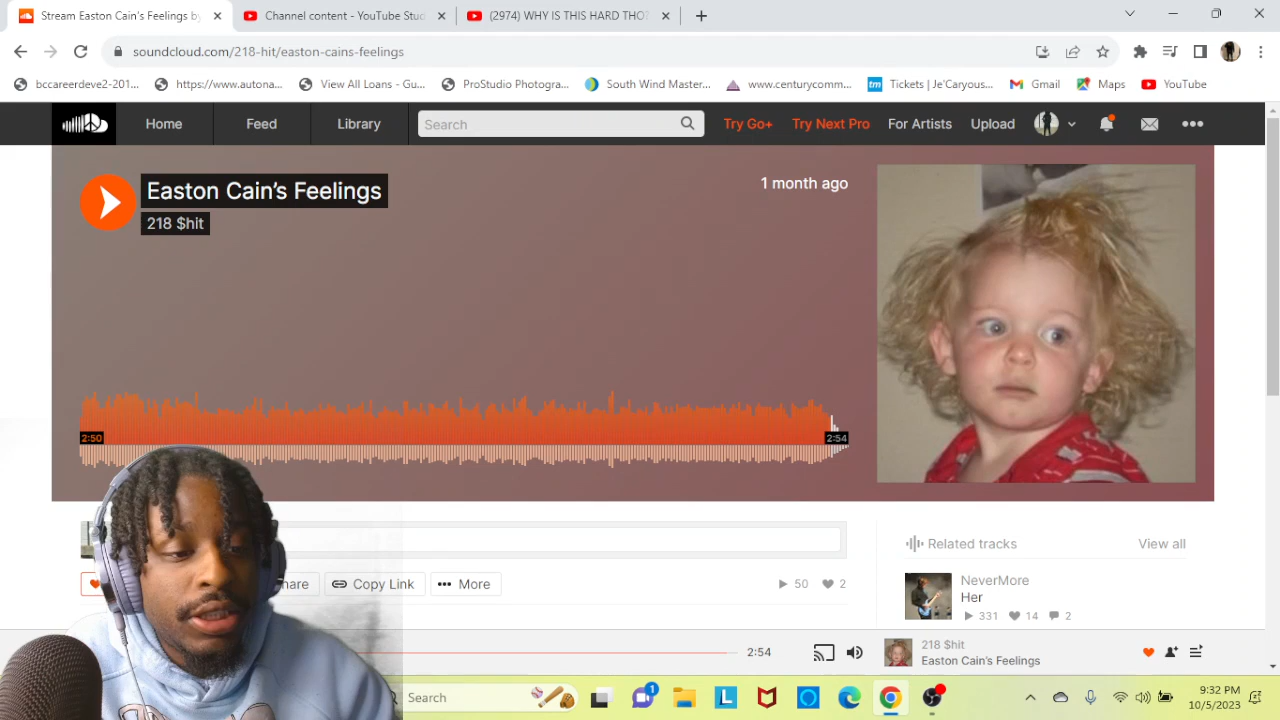 Stream Easton Cain's Feelings by
Channel content - YouTube Stud
(2974) WHY IS THIS HARD THO?
soundcloud.com/218-hit/easton-cains-feelings
bccareerdeve2-201...
https://www.autona...
View All Loans - Gu...
ProStudio Photogra...
South Wind Master...
www.centurycomm...
tm Tickets | Je'Caryous...
Gmail
Maps
YouTube
Home
Feed
Library
Search
Try Go+
Try Next Pro
For Artists
Upload
Easton Cain's Feelings
1 month ago
218 $hit
2:50
2:54
Related tracks
View all
hare
Copy Link
More
50
2
NeverMore
Her
331
14
2
2:54
218 $hit
Easton Cain's Feelings
Search
1
L
9:32 PM
10/5/2023